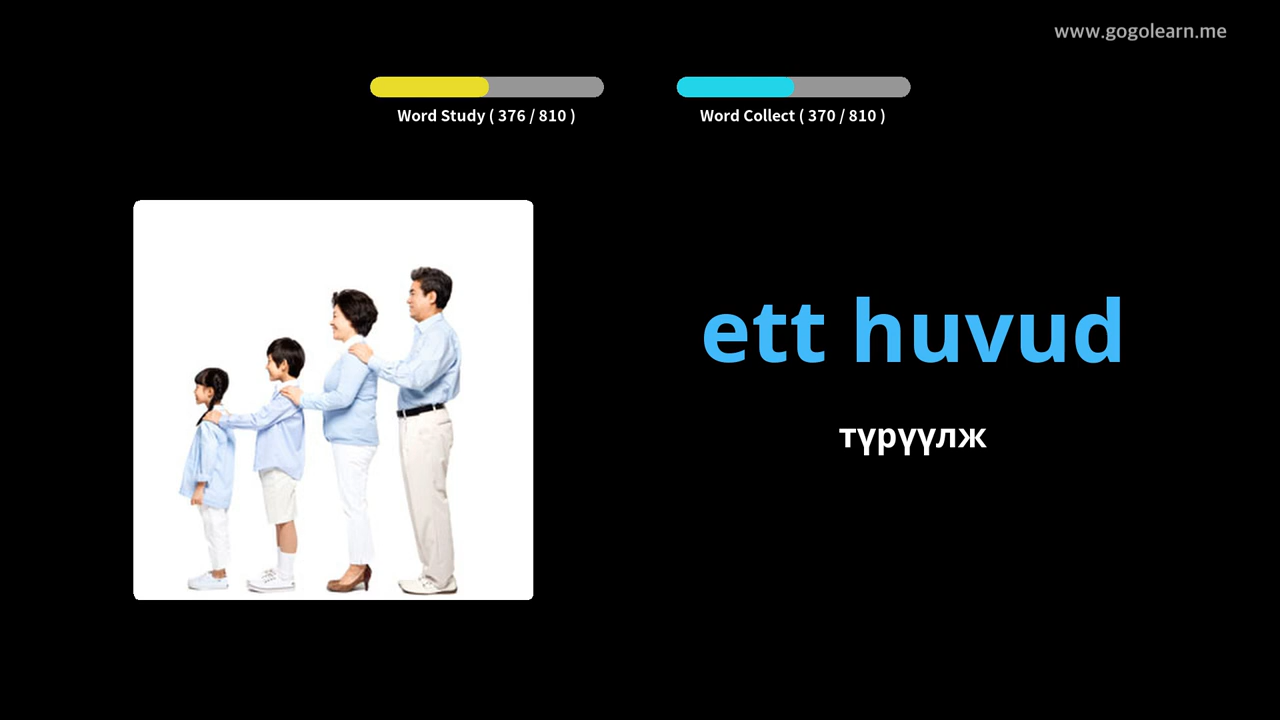 www.gogolearn.me
Word Study ( 376 / 810 )
Word Collect ( 370 / 810 )
ett huvud
түрүүлж